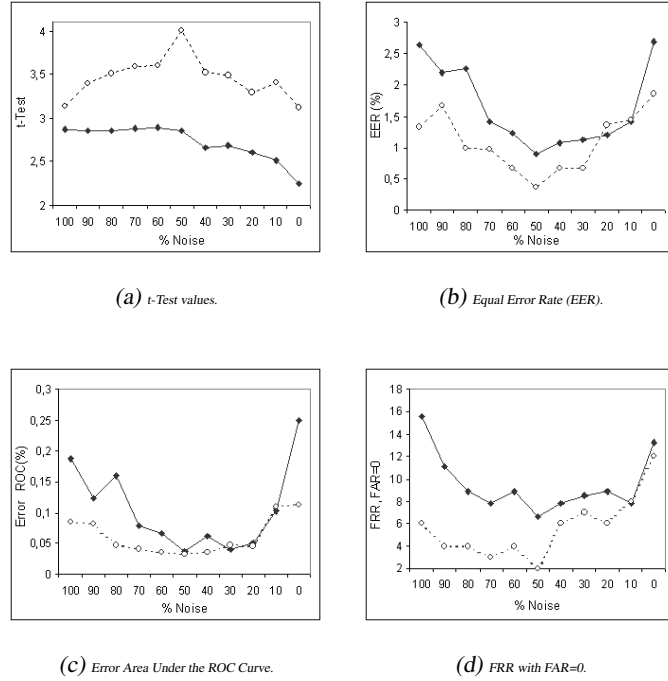 4
3,5
3
2,5
2
t-Test
100 90 80 70 60 50 40 30 20 10 0
% Noise
(a) t-Test values.
3
2,5
2
1,5
1
0,5
0
EER (%)
100 90 80 70 60 50 40 30 20 10 0
% Noise
(b) Equal Error Rate (EER).
0,3
0,25
0,2
0,15
0,1
0,05
0
Error ROC(%)
100 90 80 70 60 50 40 30 20 10 0
% Noise
(c) Error Area Under the ROC Curve.
18
16
14
12
10
8
6
4
2
FRR, FAR=0
100 90 80 70 60 50 40 30 20 10 0
% Noise
(d) FRR with FAR=0.